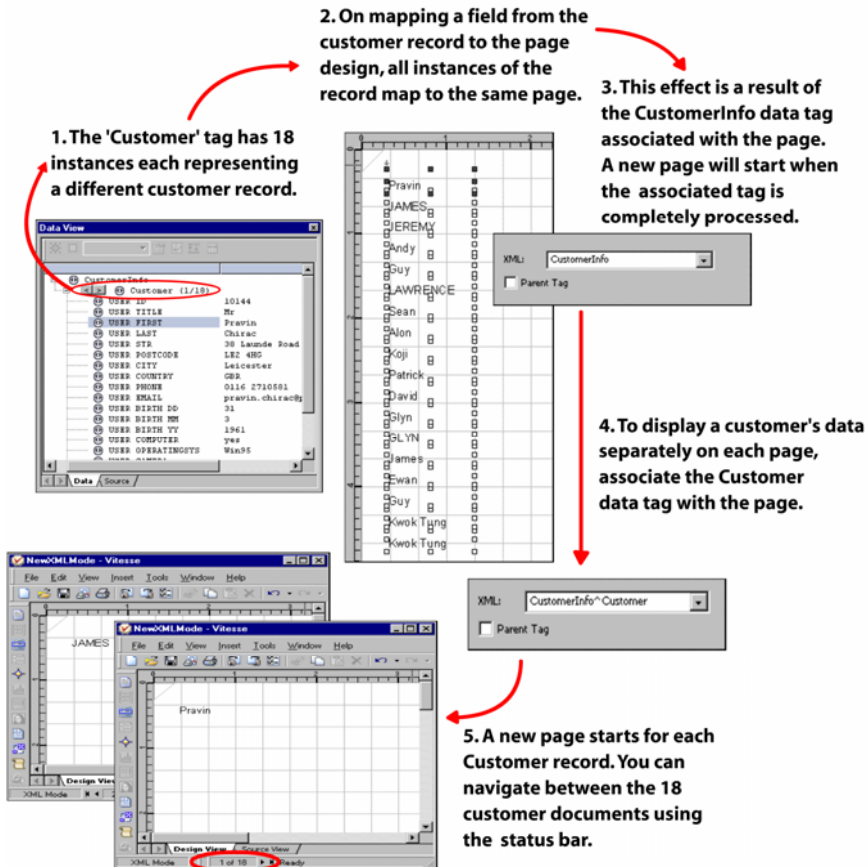 2. On mapping a field from the
customer record to the page
design, all instances of the
record map to the same page.
3. This effect is a result of
the CustomerInfo data tag
associated with the page.
A new page will start when
the associated tag is
completely processed.
1. The 'Customer' tag has 18
instances each representing
a different customer record.
Data View
CustomerInfo
Customer (1/18)
USER ID 10144
USER TITLE Mr
USER FIRST Pravin
USER LAST Chirac
USER STR 38 Launde Road
USER POSTCODE LE2 4HG
USER CITY Leicester
USER COUNTRY GBR
USER PHONE 0116 2710581
USER EMAIL pravin.chirac@p
USER BIRTH DD 31
USER BIRTH MM 3
USER BIRTH YY 1961
USER COMPUTER yes
USER OPERATINGSYS Win95
Data Source
0 1 2
Pravin
JAMES
JEREMY
Andy
Guy
LAWRENCE
Sean
Alon
Koji
Patrick
David
Glyn
GLYN
James
Ewan
Guy
Kwok Tung
Kwok Tung
XML: CustomerInfo
Parent Tag
4. To display a customer's data
separately on each page,
associate the Customer
data tag with the page.
XML: CustomerInfo^Customer
Parent Tag
NewXMLMode - Vitesse
File Edit View Insert Tools Window Help
JAMES
Design View
XML Mode
NewXMLMode - Vitesse
File Edit View Insert Tools Window Help
Pravin
Design View Source View
XML Mode 1 of 18 Ready
5. A new page starts for each
Customer record. You can
navigate between the 18
customer documents using
the status bar.